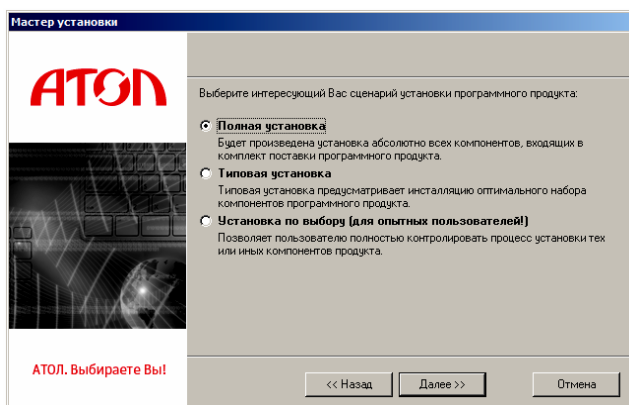 Мастер установки
АТОЛ
Выберите интересующий Вас сценарий установки программного продукта:
Полная установка
Будет произведена установка абсолютно всех компонентов, входящих в
комплект поставки программного продукта.
Типовая установка
Типовая установка предусматривает инсталляцию оптимального набора
компонентов программного продукта.
Установка по выбору (для опытных пользователей!)
Позволяет пользователю полностью контролировать процесс установки тех
или иных компонентов продукта.
АТОЛ. Выбираете Вы!
<< Назад
Далее >>
Отмена